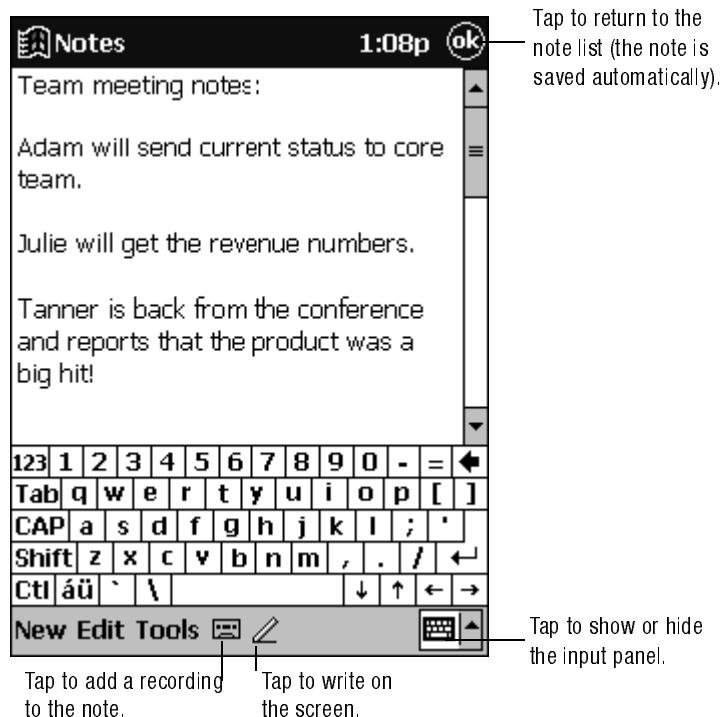 Notes 1:08p ok
Tap to return to the
note list (the note is
saved automatically).
Team meeting notes:
Adam will send current status to core
team.
Julie will get the revenue numbers.
Tanner is back from the conference
and reports that the product was a
big hit!
123 1 2 3 4 5 6 7 8 9 0 - = ←
Tab q w e r t y u i o p [ ]
CAP a s d f g h j k l ; '
Shift z x c v b n m , . / ↵
Ctl áü ` \ ↓ ↑ ← →
New Edit Tools
Tap to show or hide
the input panel.
Tap to add a recording
to the note.
Tap to write on
the screen.